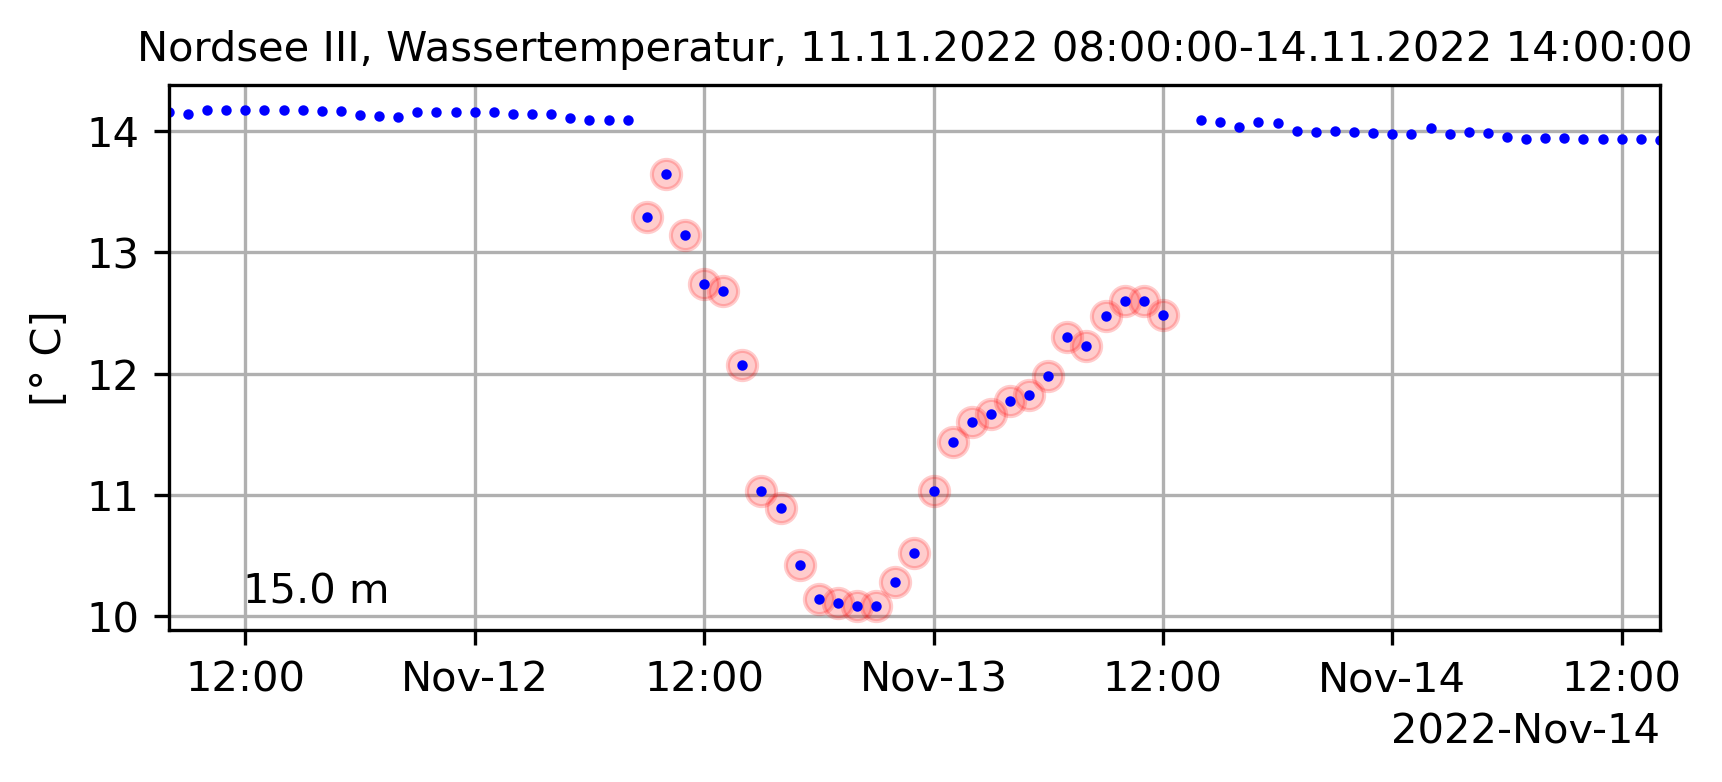 Nordsee III, Wassertemperatur, 11.11.2022 08:00:00-14.11.2022 14:00:00
14
13
12
11
10
[° C]
15.0 m
12:00 Nov-12 12:00 Nov-13 12:00 Nov-14 12:00
2022-Nov-14